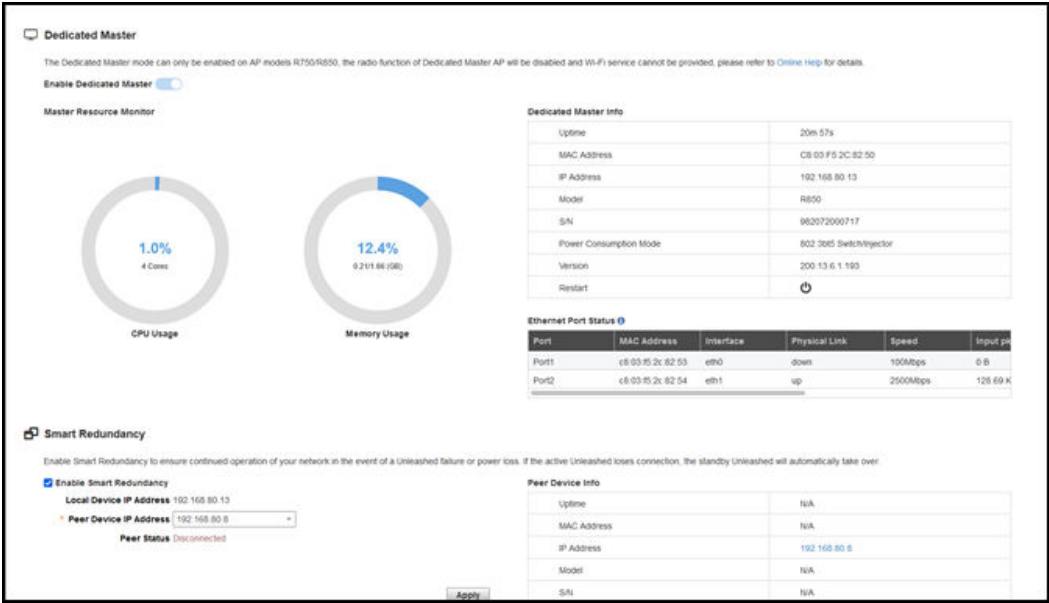 Dedicated Master
The Dedicated Master mode can only be enabled on AP models R750/R850, the radio function of Dedicated Master AP will be disabled and Wi-Fi service cannot be provided, please refer to Online Help for details.
Enable Dedicated Master
Master Resource Monitor
1.0%
4 Cores
CPU Usage
12.4%
0.21/1.66 (GB)
Memory Usage
Dedicated Master Info
Uptime 20m 57s
MAC Address C8:03:F5:2C:82:50
IP Address 192.168.80.13
Model R850
S/N 982072000717
Power Consumption Mode 802.3bt5 Switch/Injector
Version 200.13.6.1.193
Restart
Ethernet Port Status
Port MAC Address Interface Physical Link Speed Input pk
Port1 c8:03:f5:2c:82:53 eth0 down 100Mbps 0 B
Port2 c8:03:f5:2c:82:54 eth1 up 2500Mbps 128.69 K
Smart Redundancy
Enable Smart Redundancy to ensure continued operation of your network in the event of a Unleashed failure or power loss. If the active Unleashed loses connection, the standby Unleashed will automatically take over.
Enable Smart Redundancy
Local Device IP Address 192.168.80.13
* Peer Device IP Address 192.168.80.8
Peer Status Disconnected
Apply
Peer Device Info
Uptime N/A
MAC Address N/A
IP Address 192.168.80.8
Model N/A
S/N N/A